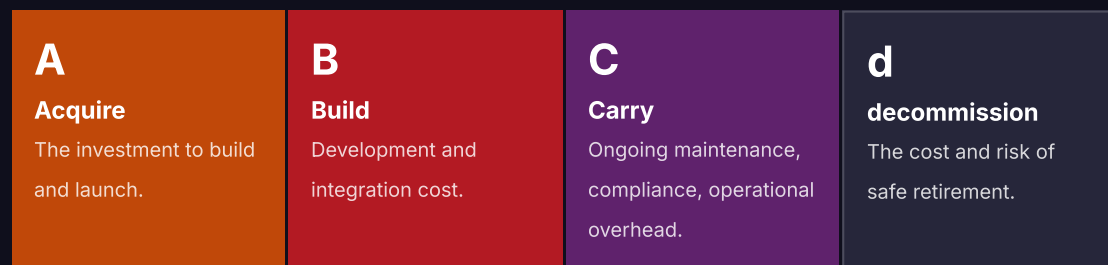 A
Acquire
The investment to build
and launch.
B
Build
Development and
integration cost.
C
Carry
Ongoing maintenance,
compliance, operational
overhead.
d
decommission
The cost and risk of
safe retirement.